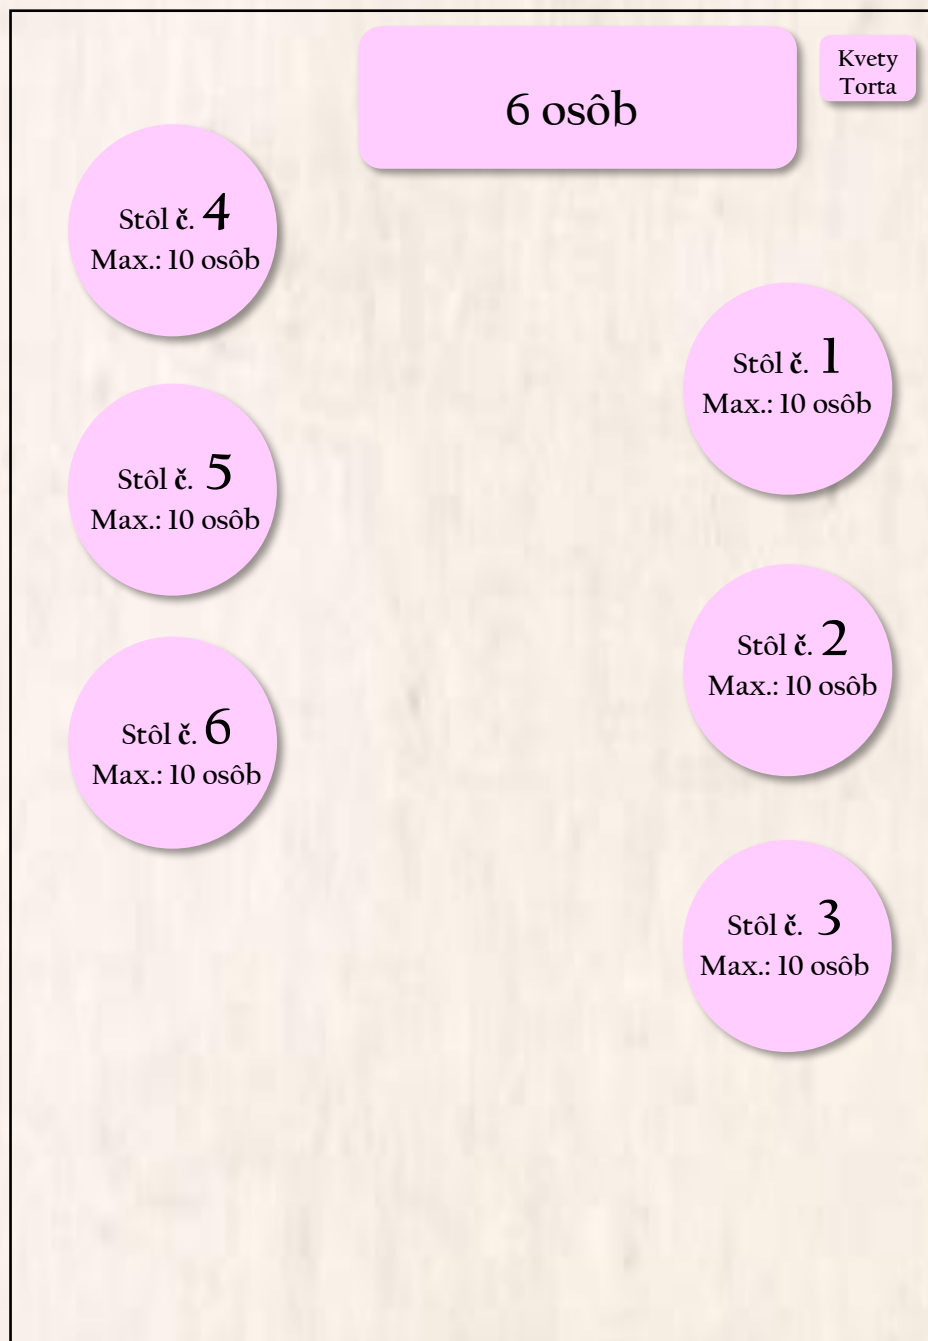 6 osôb
Kvety
Torta
Stôl č. 4
Max.: 10 osôb
Stôl č. 1
Max.: 10 osôb
Stôl č. 5
Max.: 10 osôb
Stôl č. 2
Max.: 10 osôb
Stôl č. 6
Max.: 10 osôb
Stôl č. 3
Max.: 10 osôb